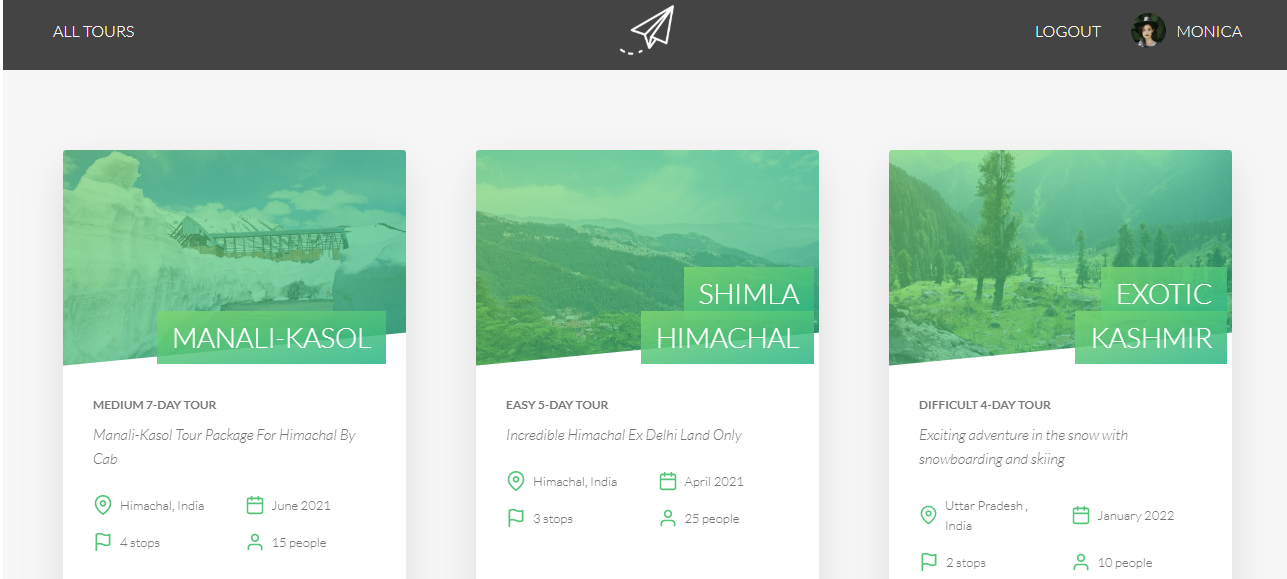 ALL TOURS
LOGOUT
MONICA
MANALI-KASOL
MEDIUM 7-DAY TOUR
Manali-Kasol Tour Package For Himachal By
Cab
Himachal, India
June 2021
4 stops
15 people
SHIMLA
HIMACHAL
EASY 5-DAY TOUR
Incredible Himachal Ex Delhi Land Only
Himachal, India
April 2021
3 stops
25 people
EXOTIC
KASHMIR
DIFFICULT 4-DAY TOUR
Exciting adventure in the snow with
snowboarding and skiing
Uttar Pradesh ,
India
January 2022
2 stops
10 people